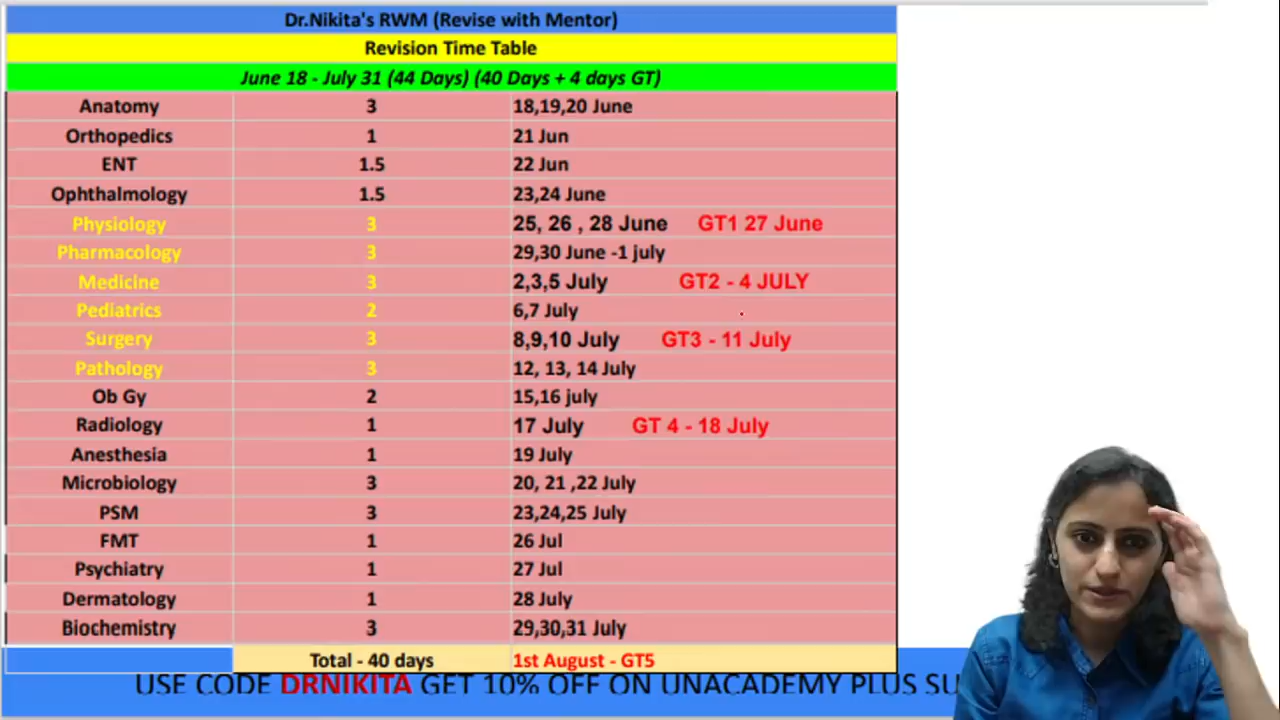 Dr.Nikita's RWM (Revise with Mentor)
Revision Time Table
June 18 - July 31 (44 Days) (40 Days + 4 days GT)
Anatomy 3 18,19,20 June
Orthopedics 1 21 Jun
ENT 1.5 22 Jun
Ophthalmology 1.5 23,24 June
Physiology 3 25, 26 , 28 June GT1 27 June
Pharmacology 3 29,30 June -1 july
Medicine 3 2,3,5 July GT2 - 4 JULY
Pediatrics 2 6,7 July
Surgery 3 8,9,10 July GT3 - 11 July
Pathology 3 12, 13, 14 July
Ob Gy 2 15,16 july
Radiology 1 17 July GT 4 - 18 July
Anesthesia 1 19 July
Microbiology 3 20, 21 ,22 July
PSM 3 23,24,25 July
FMT 1 26 Jul
Psychiatry 1 27 Jul
Dermatology 1 28 July
Biochemistry 3 29,30,31 July
Total - 40 days 1st August - GT5
USE CODE DRNIKITA GET 10% OFF ON UNACADEMY PLUS